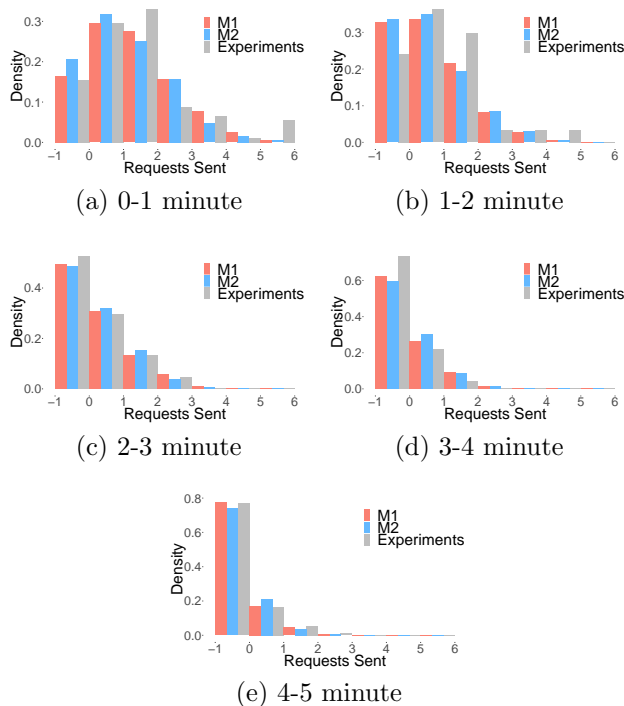 0.3
0.2
0.1
0.0
Density
M1
M2
Experiments
−1 0 1 2 3 4 5 6
Requests Sent
(a) 0-1 minute
0.3
0.2
0.1
0.0
Density
M1
M2
Experiments
−1 0 1 2 3 4 5 6
Requests Sent
(b) 1-2 minute
0.4
0.2
0.0
Density
M1
M2
Experiments
−1 0 1 2 3 4 5 6
Requests Sent
(c) 2-3 minute
0.6
0.4
0.2
0.0
Density
M1
M2
Experiments
−1 0 1 2 3 4 5 6
Requests Sent
(d) 3-4 minute
0.8
0.6
0.4
0.2
0.0
Density
M1
M2
Experiments
−1 0 1 2 3 4 5 6
Requests Sent
(e) 4-5 minute